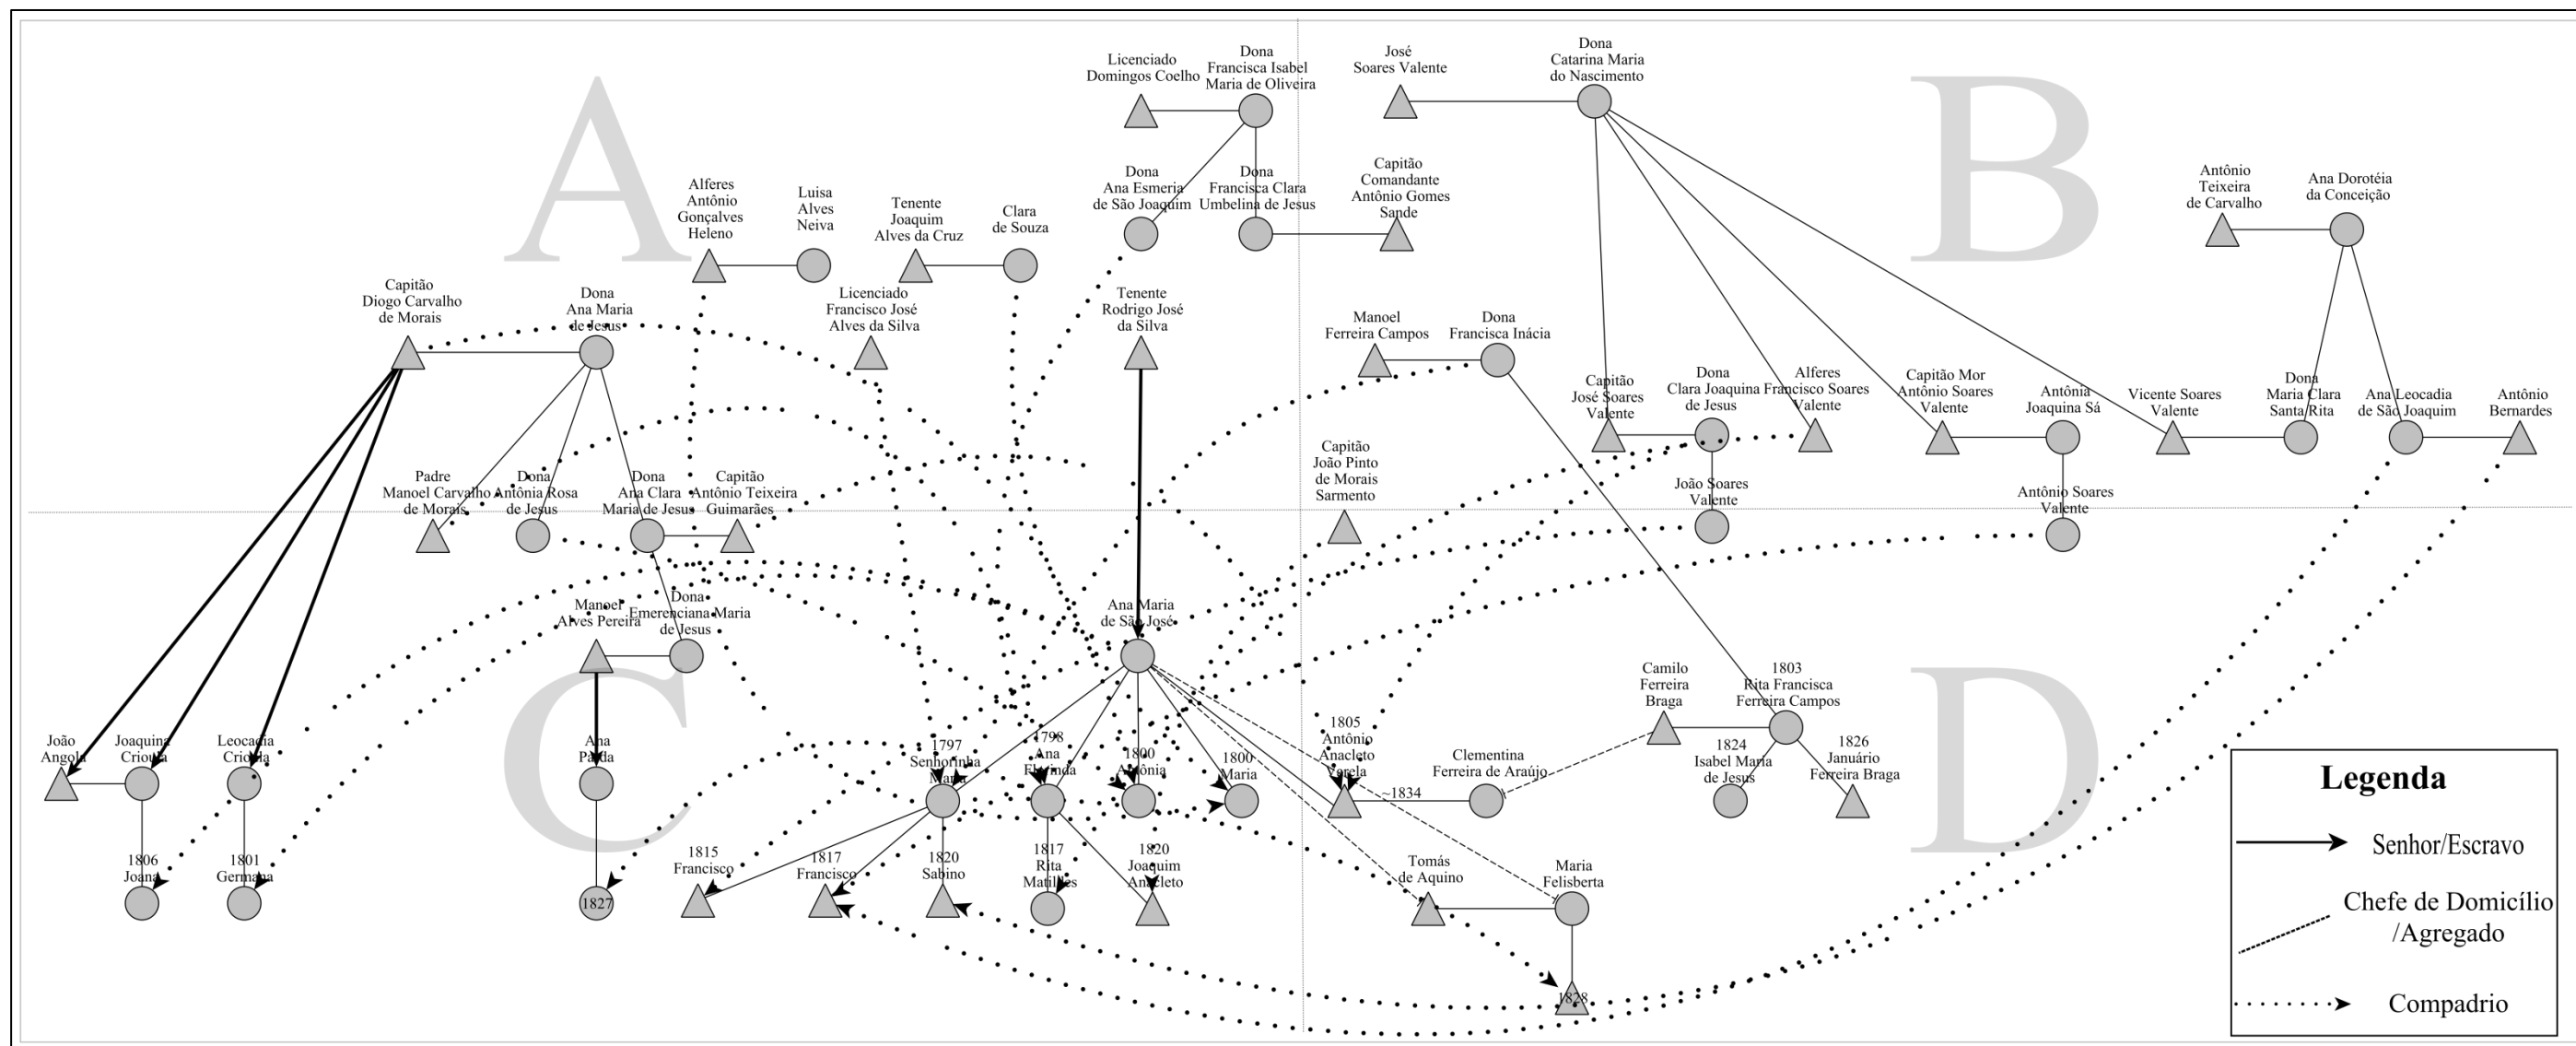 A
B
C
D
Licenciado
Domingos Coelho
Dona
Francisca Isabel
Maria de Oliveira
José
Soares Valente
Dona
Catarina Maria
do Nascimento
Alferes
Antônio
Gonçalves
Heleno
Luisa
Alves
Neiva
Tenente
Joaquim
Alves da Cruz
Clara
de Souza
Dona
Ana Esmeria
de São Joaquim
Dona
Francisca Clara
Umbelina de Jesus
Capitão
Comandante
Antônio Gomes
Sande
Antônio
Teixeira
de Carvalho
Ana Dorotéia
da Conceição
Capitão
Diogo Carvalho
de Morais
Dona
Ana Maria
de Jesus
Licenciado
Francisco José
Alves da Silva
Tenente
Rodrigo José
da Silva
Manoel
Ferreira Campos
Dona
Francisca Inácia
Capitão
José Soares
Valente
Dona
Clara Joaquina
de Jesus
Alferes
Francisco Soares
Valente
Capitão Mor
Antônio Soares
Valente
Antônia
Joaquina Sá
Vicente Soares
Valente
Dona
Maria Clara
Santa Rita
Ana Leocadia
de São Joaquim
Antônio
Bernardes
Padre
Manoel Carvalho
de Morais
Dona
Antônia Rosa
de Jesus
Dona
Ana Clara
Maria de Jesus
Capitão
Antônio Teixeira
Guimarães
Capitão
João Pinto
de Morais
Sarmento
João Soares
Valente
Antônio Soares
Valente
Manoel
Alves Pereira
Dona
Emerenciana Maria
de Jesus
Ana Maria
de São José
Camilo
Ferreira
Braga
1803
Rita Francisca
Ferreira Campos
João
Angola
Joaquina
Crioula
Leocadia
Crioula
Ana
Parda
1797
Senhorinha
Maria
1798
Ana
Florinda
1800
Antônia
1800
Maria
1805
Antônio
Anacleto
Varela
~1834
Clementina
Ferreira de Araújo
1824
Isabel Maria
de Jesus
1826
Januário
Ferreira Braga
1806
Joana
1801
Germana
1827
1815
Francisco
1817
Francisco
1820
Sabino
1817
Rita
Matildes
1820
Joaquim
Anacleto
Tomás
de Aquino
Maria
Felisberta
1828
Legenda
Senhor/Escravo
Chefe de Domicílio
/Agregado
Compadrio